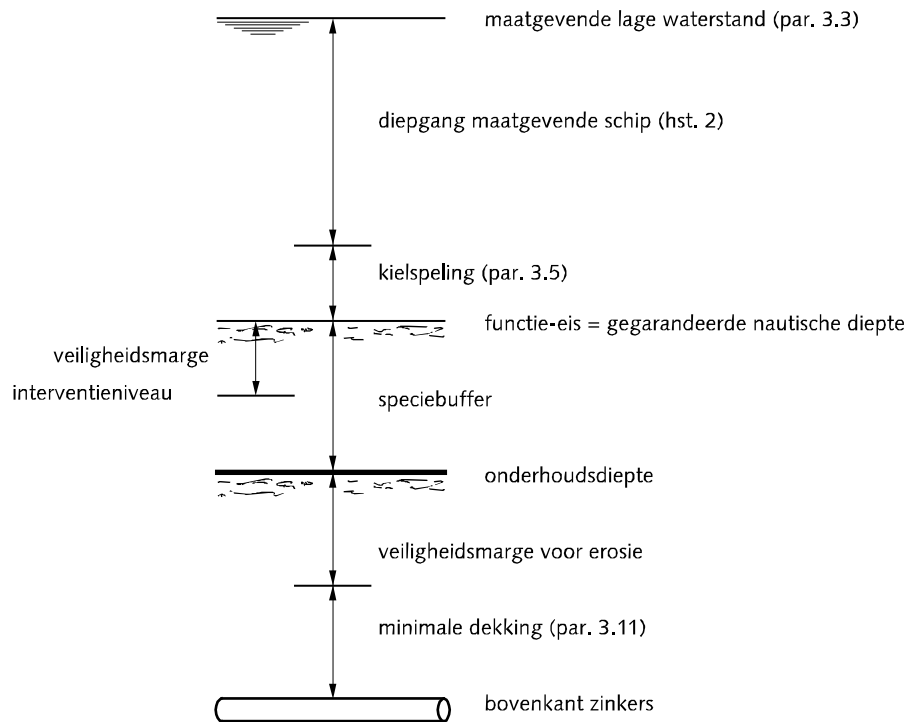 maatgevende lage waterstand (par. 3.3)
diepgang maatgevende schip (hst. 2)
kielspeling (par. 3.5)
functie-eis = gegarandeerde nautische diepte
veiligheidsmarge
interventieniveau
speciebuffer
onderhoudsdiepte
veiligheidsmarge voor erosie
minimale dekking (par. 3.11)
bovenkant zinkers